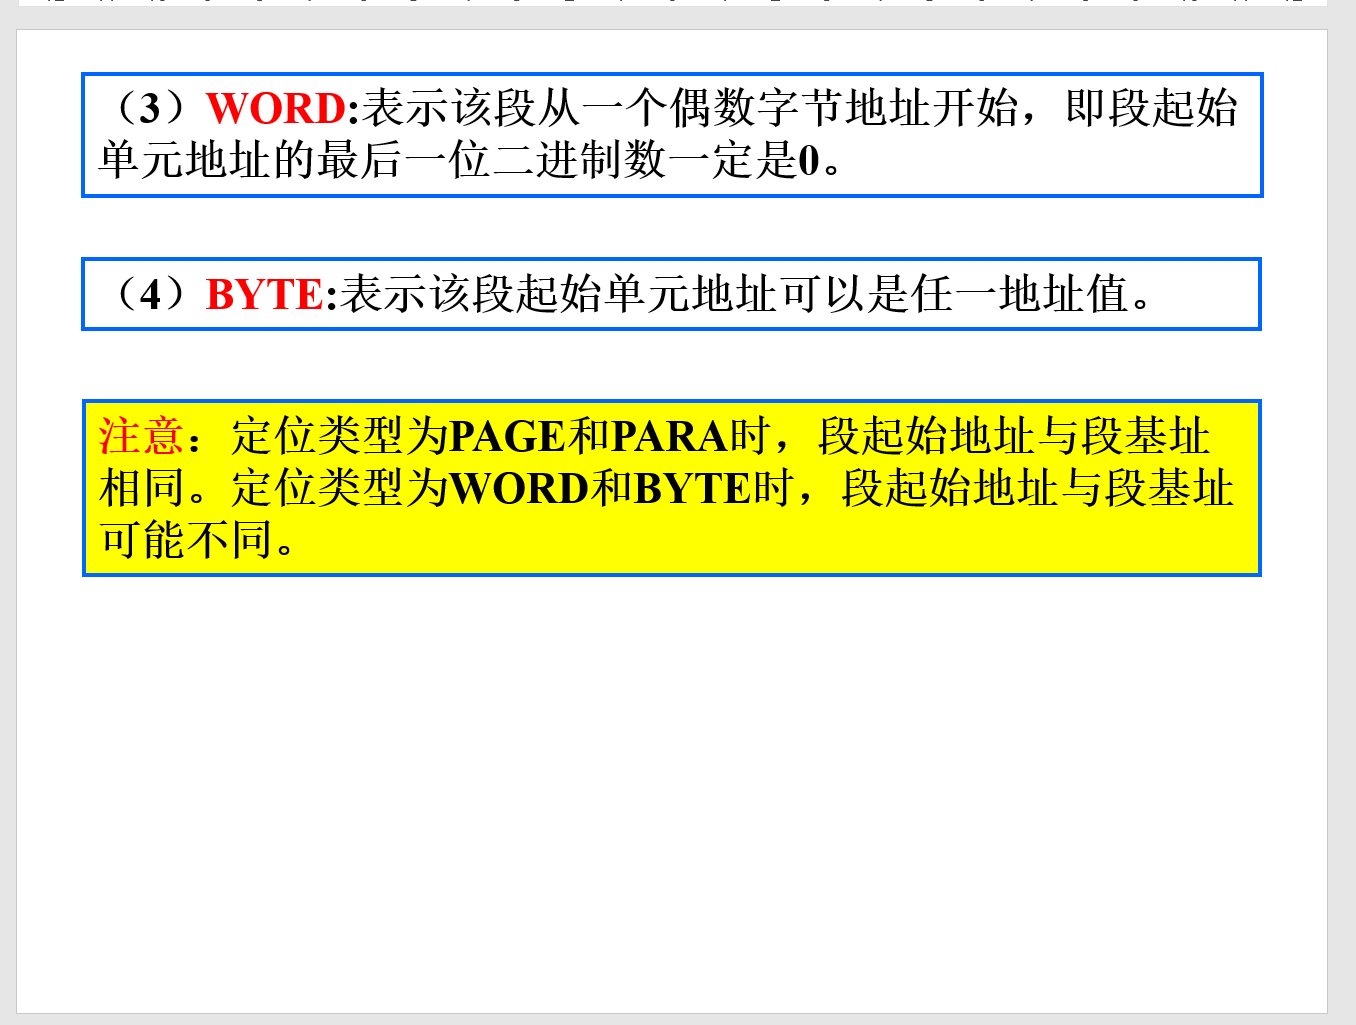 （3）WORD:表示该段从一个偶数字节地址开始，即段起始
单元地址的最后一位二进制数一定是0。
（4）BYTE:表示该段起始单元地址可以是任一地址值。
注意：定位类型为PAGE和PARA时，段起始地址与段基址
相同。定位类型为WORD和BYTE时，段起始地址与段基址
可能不同。